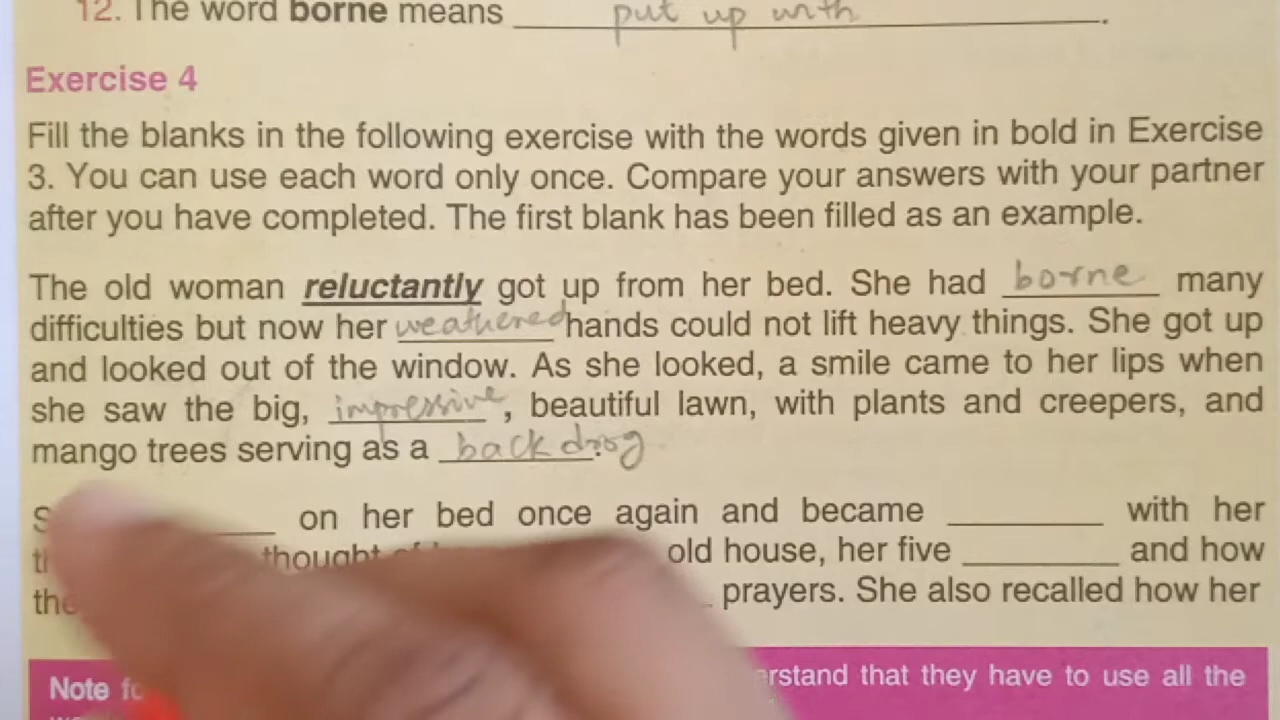 12. The word borne means put up with.
Exercise 4
Fill the blanks in the following exercise with the words given in bold in Exercise
3. You can use each word only once. Compare your answers with your partner
after you have completed. The first blank has been filled as an example.
The old woman reluctantly got up from her bed. She had borne many
difficulties but now her weathered hands could not lift heavy things. She got up
and looked out of the window. As she looked, a smile came to her lips when
she saw the big, impressive, beautiful lawn, with plants and creepers, and
mango trees serving as a backdrog.
on her bed once again and became ________ with her
thought old house, her five ________ and how
prayers. She also recalled how her
Note that they have to use all the